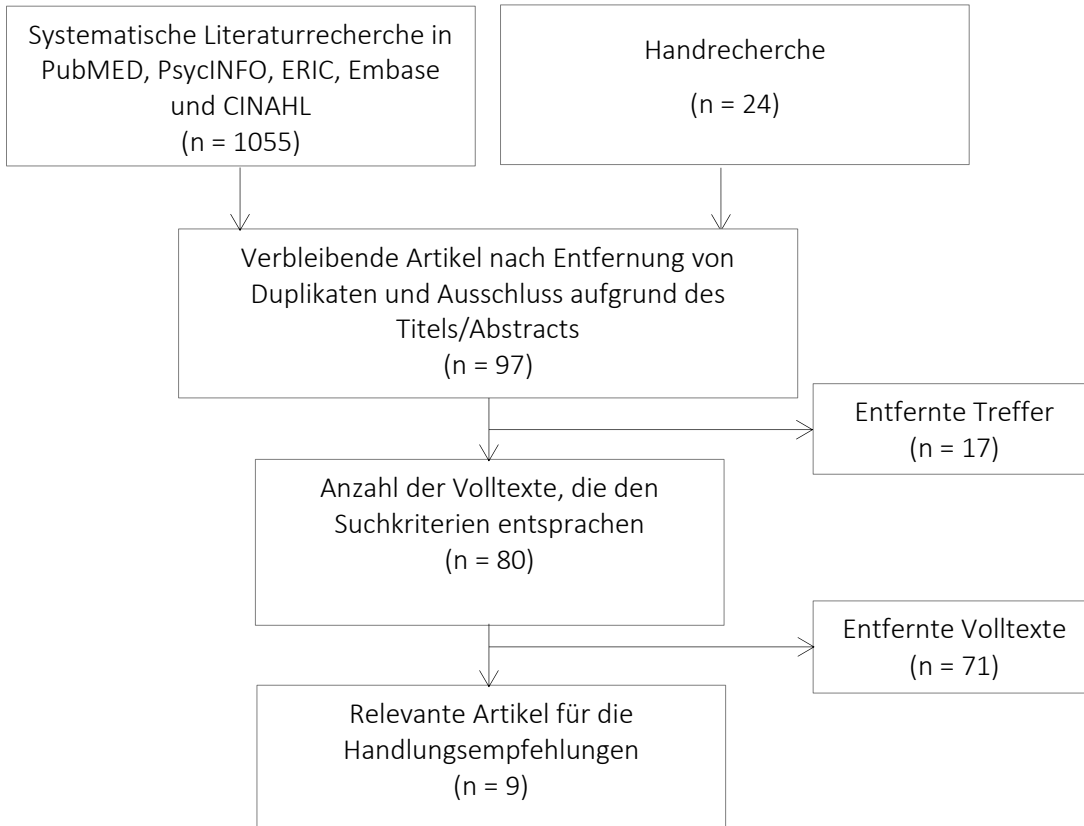 Systematische Literaturrecherche in
PubMED, PsycINFO, ERIC, Embase
und CINAHL
(n = 1055)
Handrecherche
(n = 24)
Verbleibende Artikel nach Entfernung von
Duplikaten und Ausschluss aufgrund des
Titels/Abstracts
(n = 97)
Entfernte Treffer
(n = 17)
Anzahl der Volltexte, die den
Suchkriterien entsprachen
(n = 80)
Entfernte Volltexte
(n = 71)
Relevante Artikel für die
Handlungsempfehlungen
(n = 9)